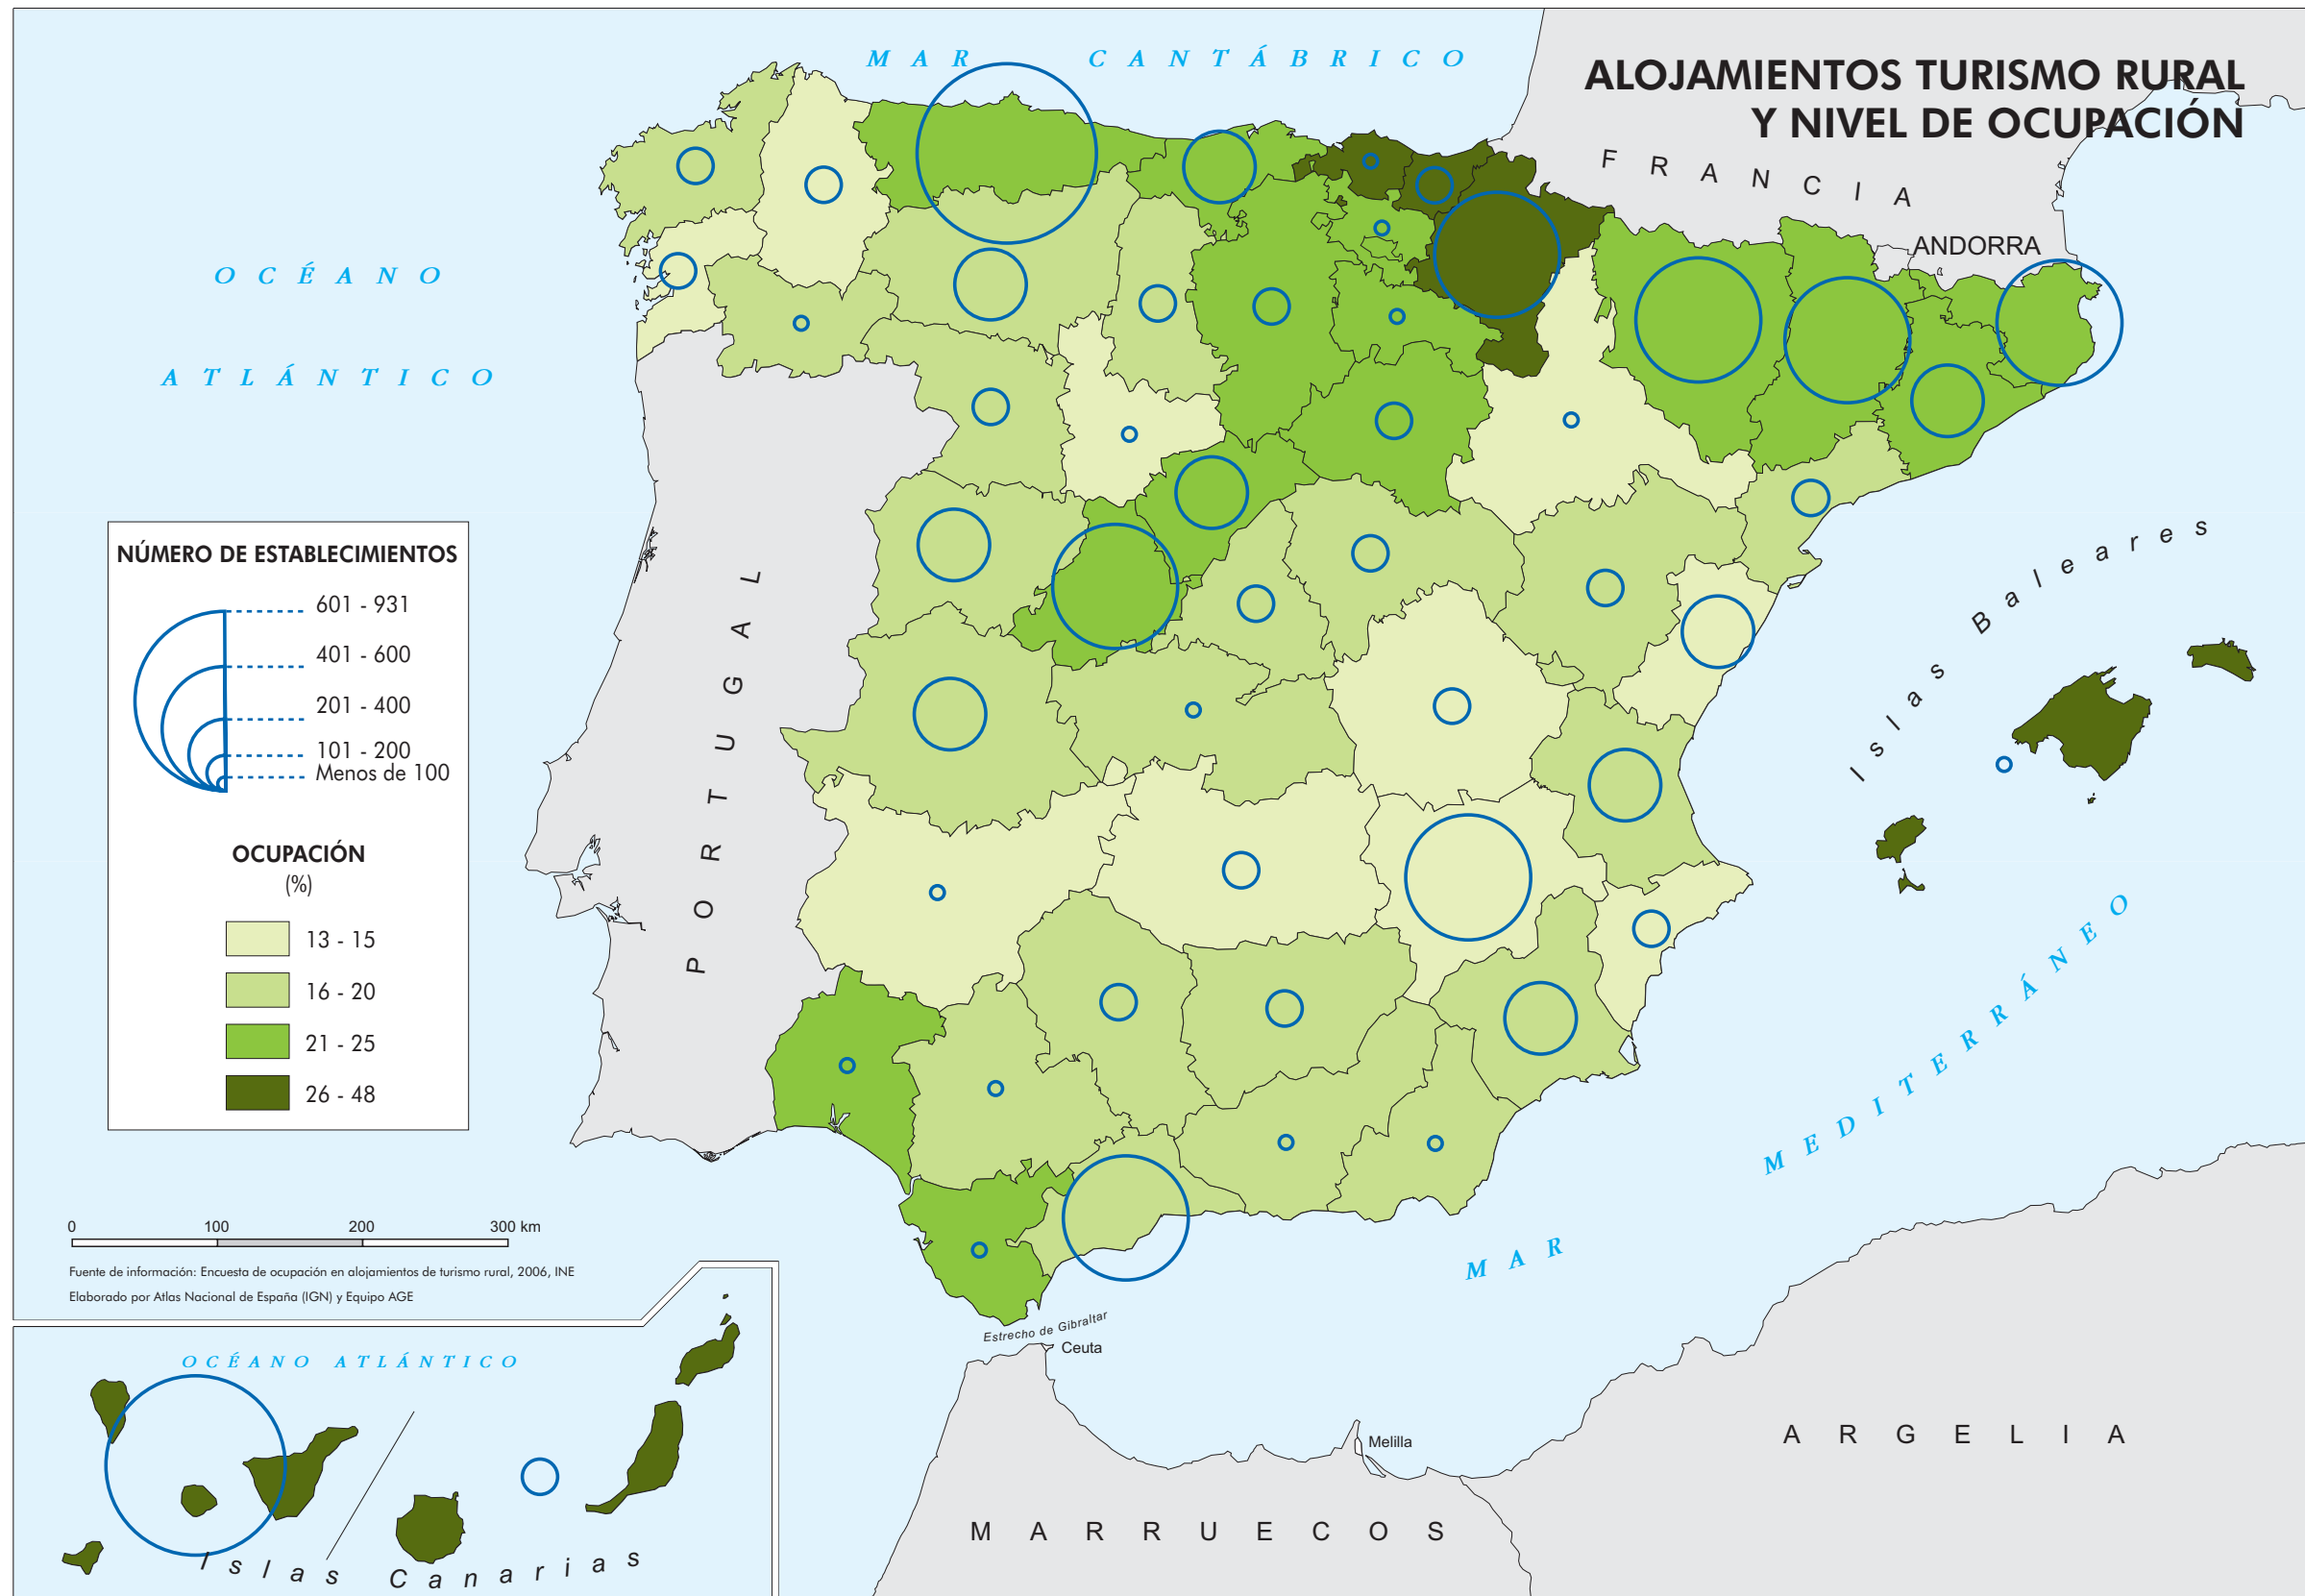 ALOJAMIENTOS TURISMO RURAL
Y NIVEL DE OCUPACIÓN
MAR CANTÁBRICO
FRANCIA
ANDORRA
OCÉANO
ATLÁNTICO
PORTUGAL
Islas Baleares
NÚMERO DE ESTABLECIMIENTOS
601 - 931
401 - 600
201 - 400
101 - 200
Menos de 100
OCUPACIÓN
(%)
13 - 15
16 - 20
21 - 25
26 - 48
MAR MEDITERRÁNEO
0 100 200 300 km
Fuente de información: Encuesta de ocupación en alojamientos de turismo rural, 2006, INE
Elaborado por Atlas Nacional de España (IGN) y Equipo AGE
Estrecho de Gibraltar
Ceuta
Melilla
OCÉANO ATLÁNTICO
Islas Canarias
MARRUECOS
ARGELIA